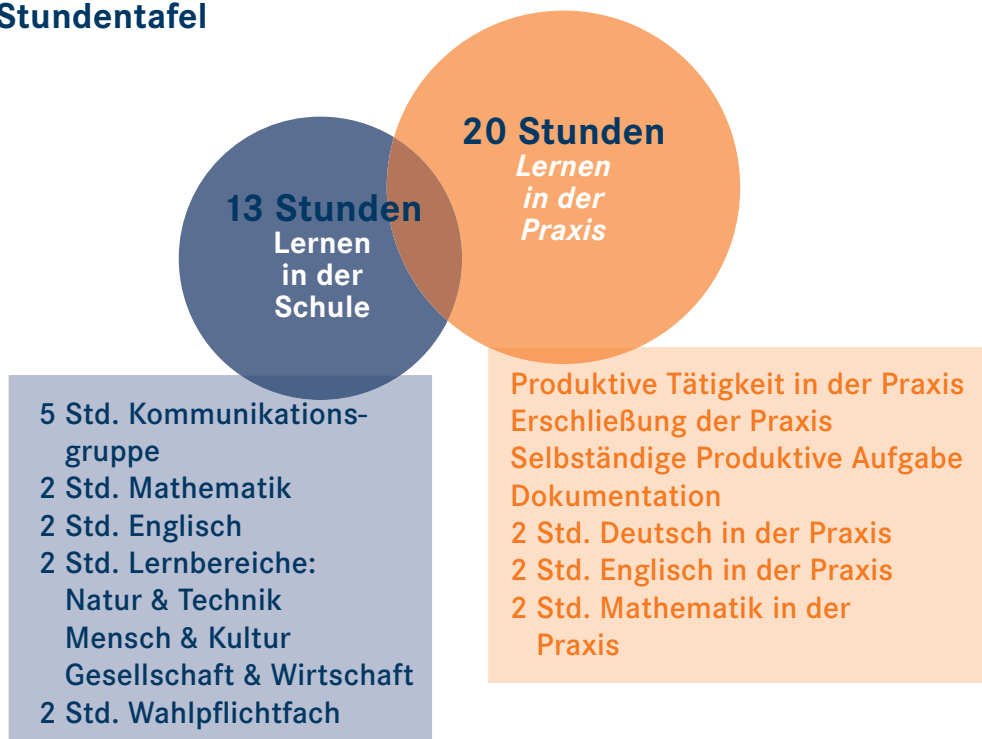 Stundentafel
20 Stunden
Lernen
in der
Praxis
13 Stunden
Lernen
in der
Schule
5 Std. Kommunikations-
gruppe
2 Std. Mathematik
2 Std. Englisch
2 Std. Lernbereiche:
Natur & Technik
Mensch & Kultur
Gesellschaft & Wirtschaft
2 Std. Wahlpflichtfach
Produktive Tätigkeit in der Praxis
Erschließung der Praxis
Selbständige Produktive Aufgabe
Dokumentation
2 Std. Deutsch in der Praxis
2 Std. Englisch in der Praxis
2 Std. Mathematik in der
Praxis